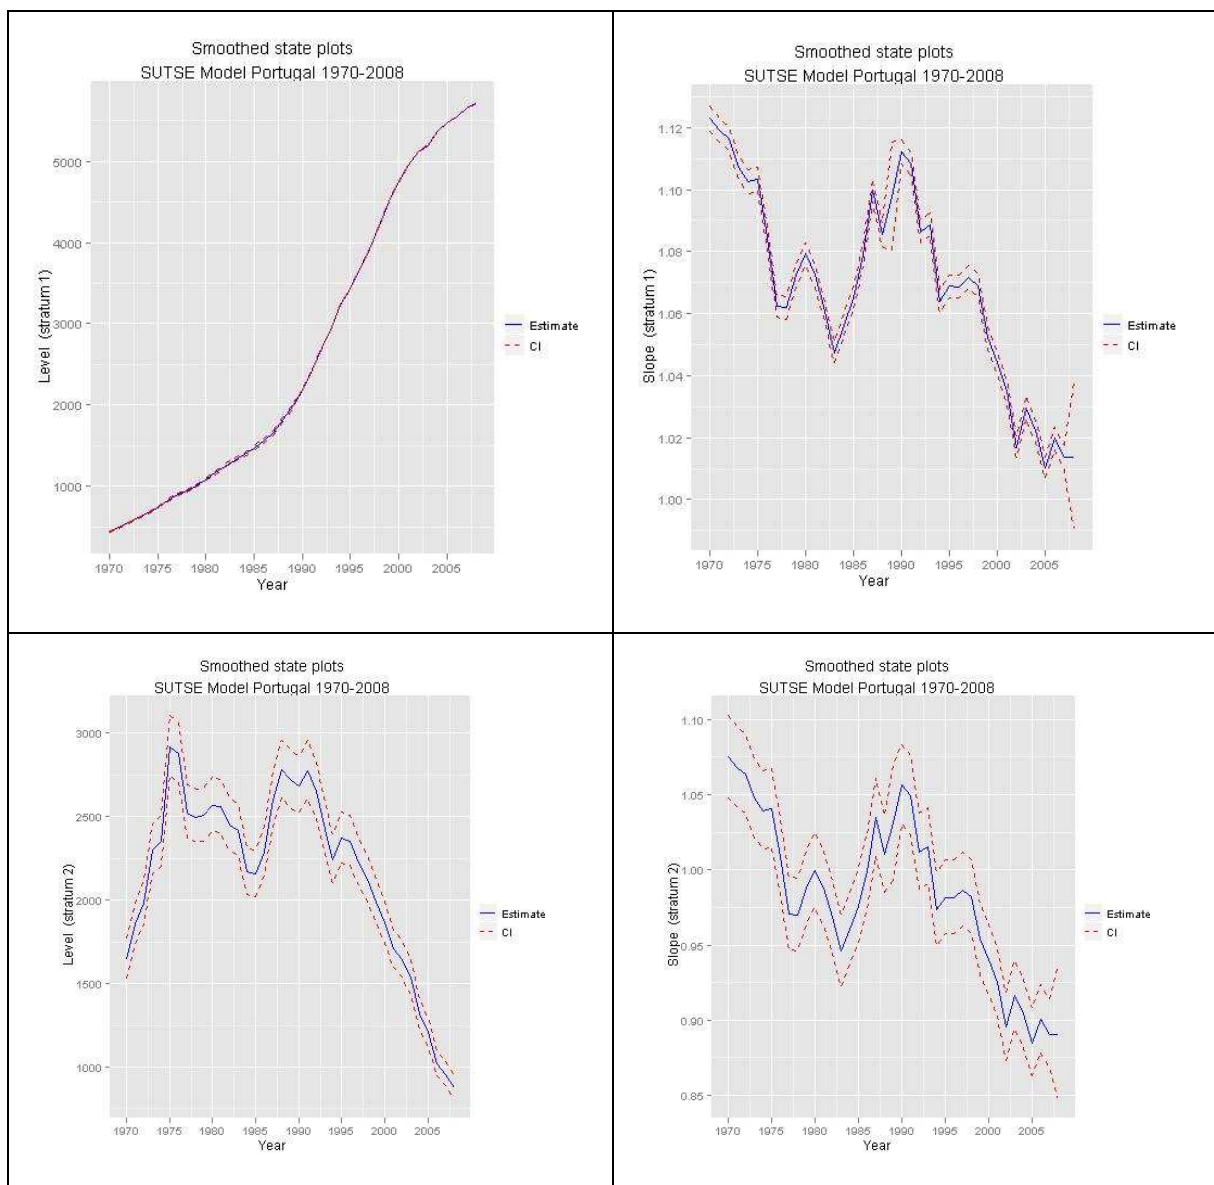 Smoothed state plots
SUTSE Model Portugal 1970-2008
Level (stratum 1)
5000
4000
3000
2000
1000
1970 1975 1980 1985 1990 1995 2000 2005
Year
Estimate
CI
Smoothed state plots
SUTSE Model Portugal 1970-2008
Slope (stratum 1)
1.12
1.10
1.08
1.06
1.04
1.02
1.00
1970 1975 1980 1985 1990 1995 2000 2005
Year
Estimate
CI
Smoothed state plots
SUTSE Model Portugal 1970-2008
Level (stratum 2)
3000
2500
2000
1500
1000
1970 1975 1980 1985 1990 1995 2000 2005
Year
Estimate
CI
Smoothed state plots
SUTSE Model Portugal 1970-2008
Slope (stratum 2)
1.10
1.05
1.00
0.95
0.90
0.85
1970 1975 1980 1985 1990 1995 2000 2005
Year
Estimate
CI